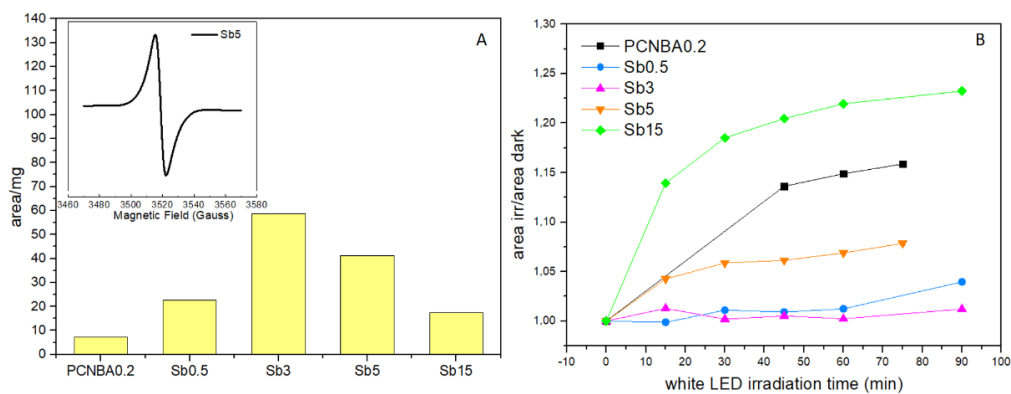 A
140
130
120
110
100
90
80
70
60
50
40
30
20
10
0
area/mg
Sb5
3460 3480 3500 3520 3540 3560 3580
Magnetic Field (Gauss)
PCNBA0.2 Sb0.5 Sb3 Sb5 Sb15
B
1,30
1,25
1,20
1,15
1,10
1,05
1,00
area irr/area dark
PCNBA0.2
Sb0.5
Sb3
Sb5
Sb15
-10 0 10 20 30 40 50 60 70 80 90 100
white LED irradiation time (min)